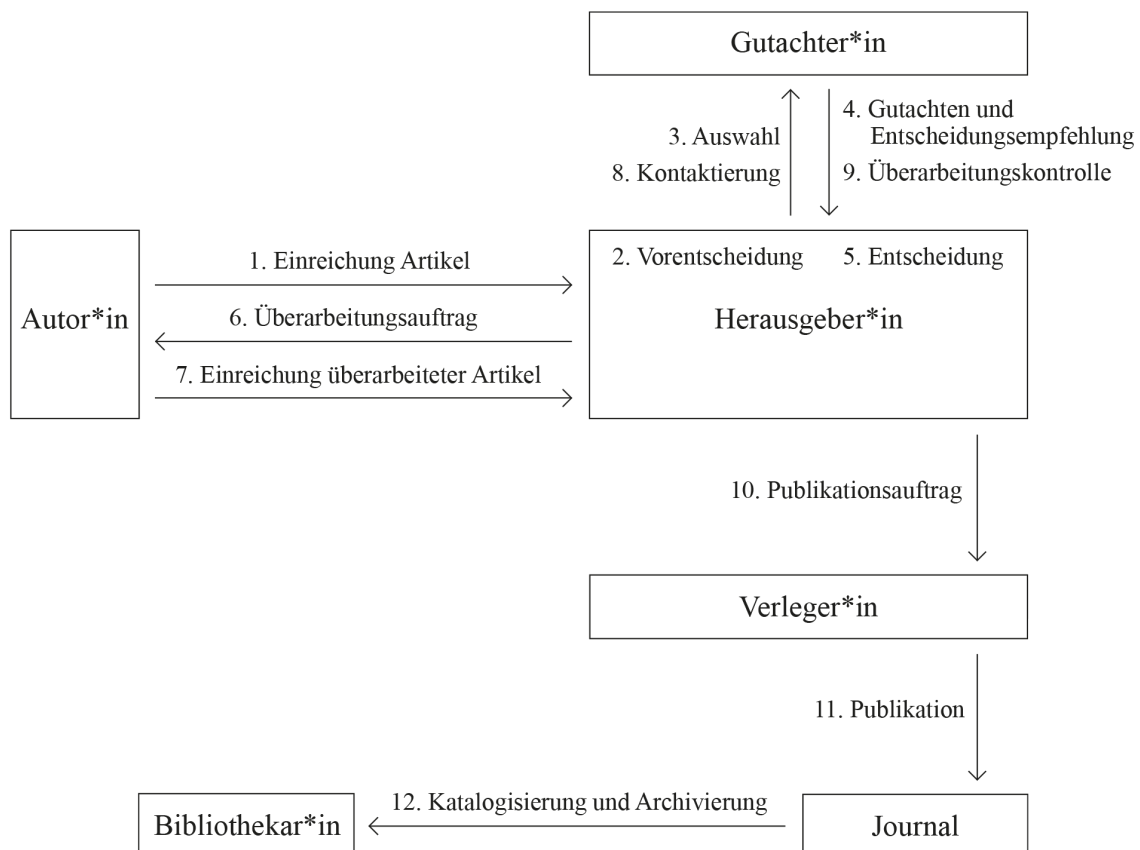 Gutachter*in
3. Auswahl
8. Kontaktierung
4. Gutachten und
Entscheidungsempfehlung
9. Überarbeitungskontrolle
Autor*in
1. Einreichung Artikel
6. Überarbeitungsauftrag
7. Einreichung überarbeiteter Artikel
2. Vorentscheidung
5. Entscheidung
Herausgeber*in
10. Publikationsauftrag
Verleger*in
11. Publikation
Bibliothekar*in
12. Katalogisierung und Archivierung
Journal